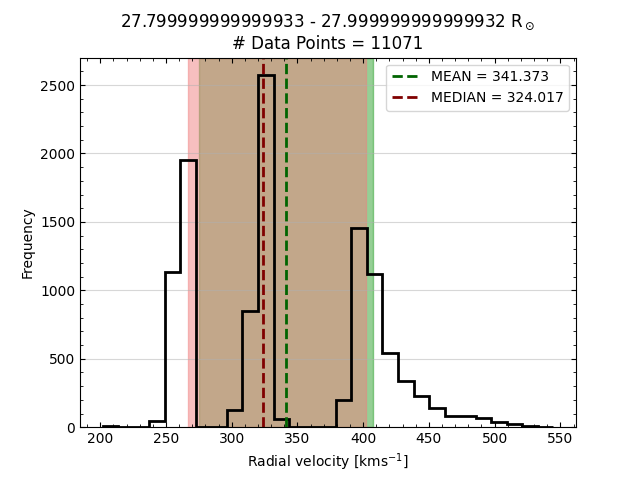 27.799999999999933 - 27.999999999999932 R⊙
# Data Points = 11071
MEAN = 341.373
MEDIAN = 324.017
2500
2000
1500
1000
500
0
Frequency
200 250 300 350 400 450 500 550
Radial velocity [kms⁻¹]